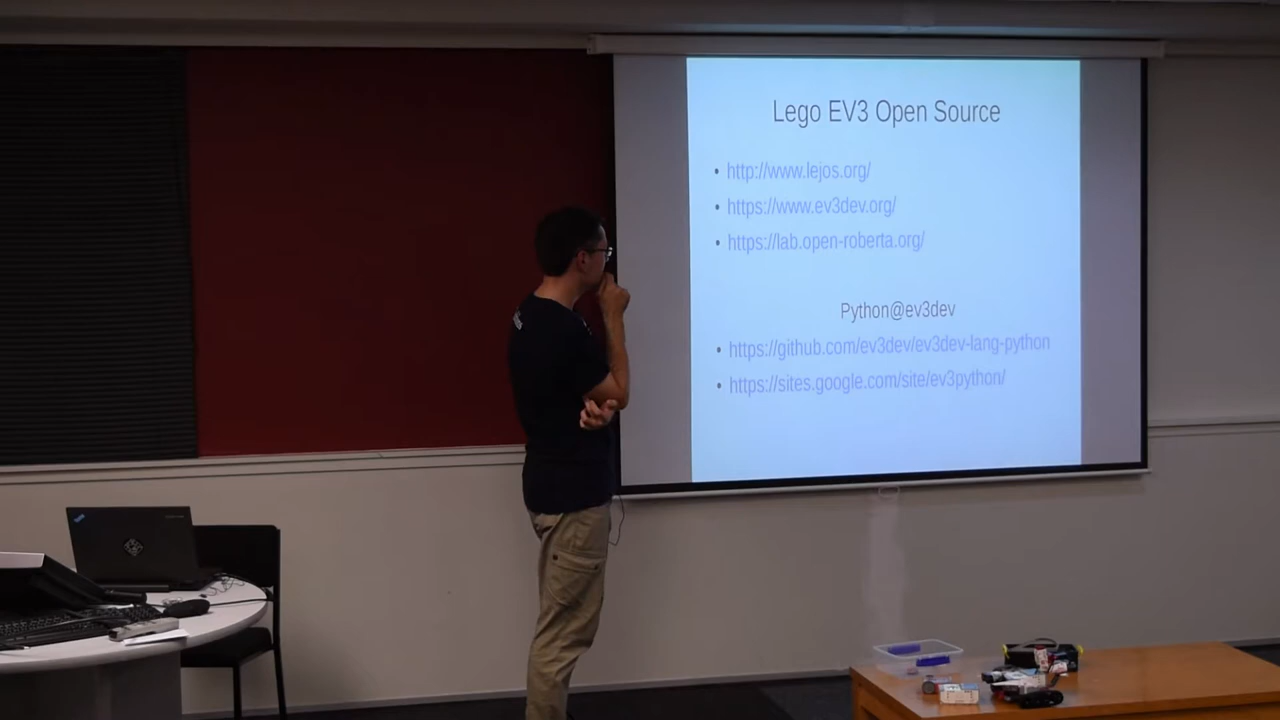 Lego EV3 Open Source
• http://www.lejos.org/
• https://www.ev3dev.org/
• https://lab.open-roberta.org/
Python@ev3dev
• https://github.com/ev3dev/ev3dev-lang-python
• https://sites.google.com/site/ev3python/